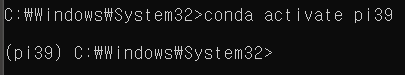 C:₩Windows₩System32>conda activate pi39
(pi39) C:₩Windows₩System32>